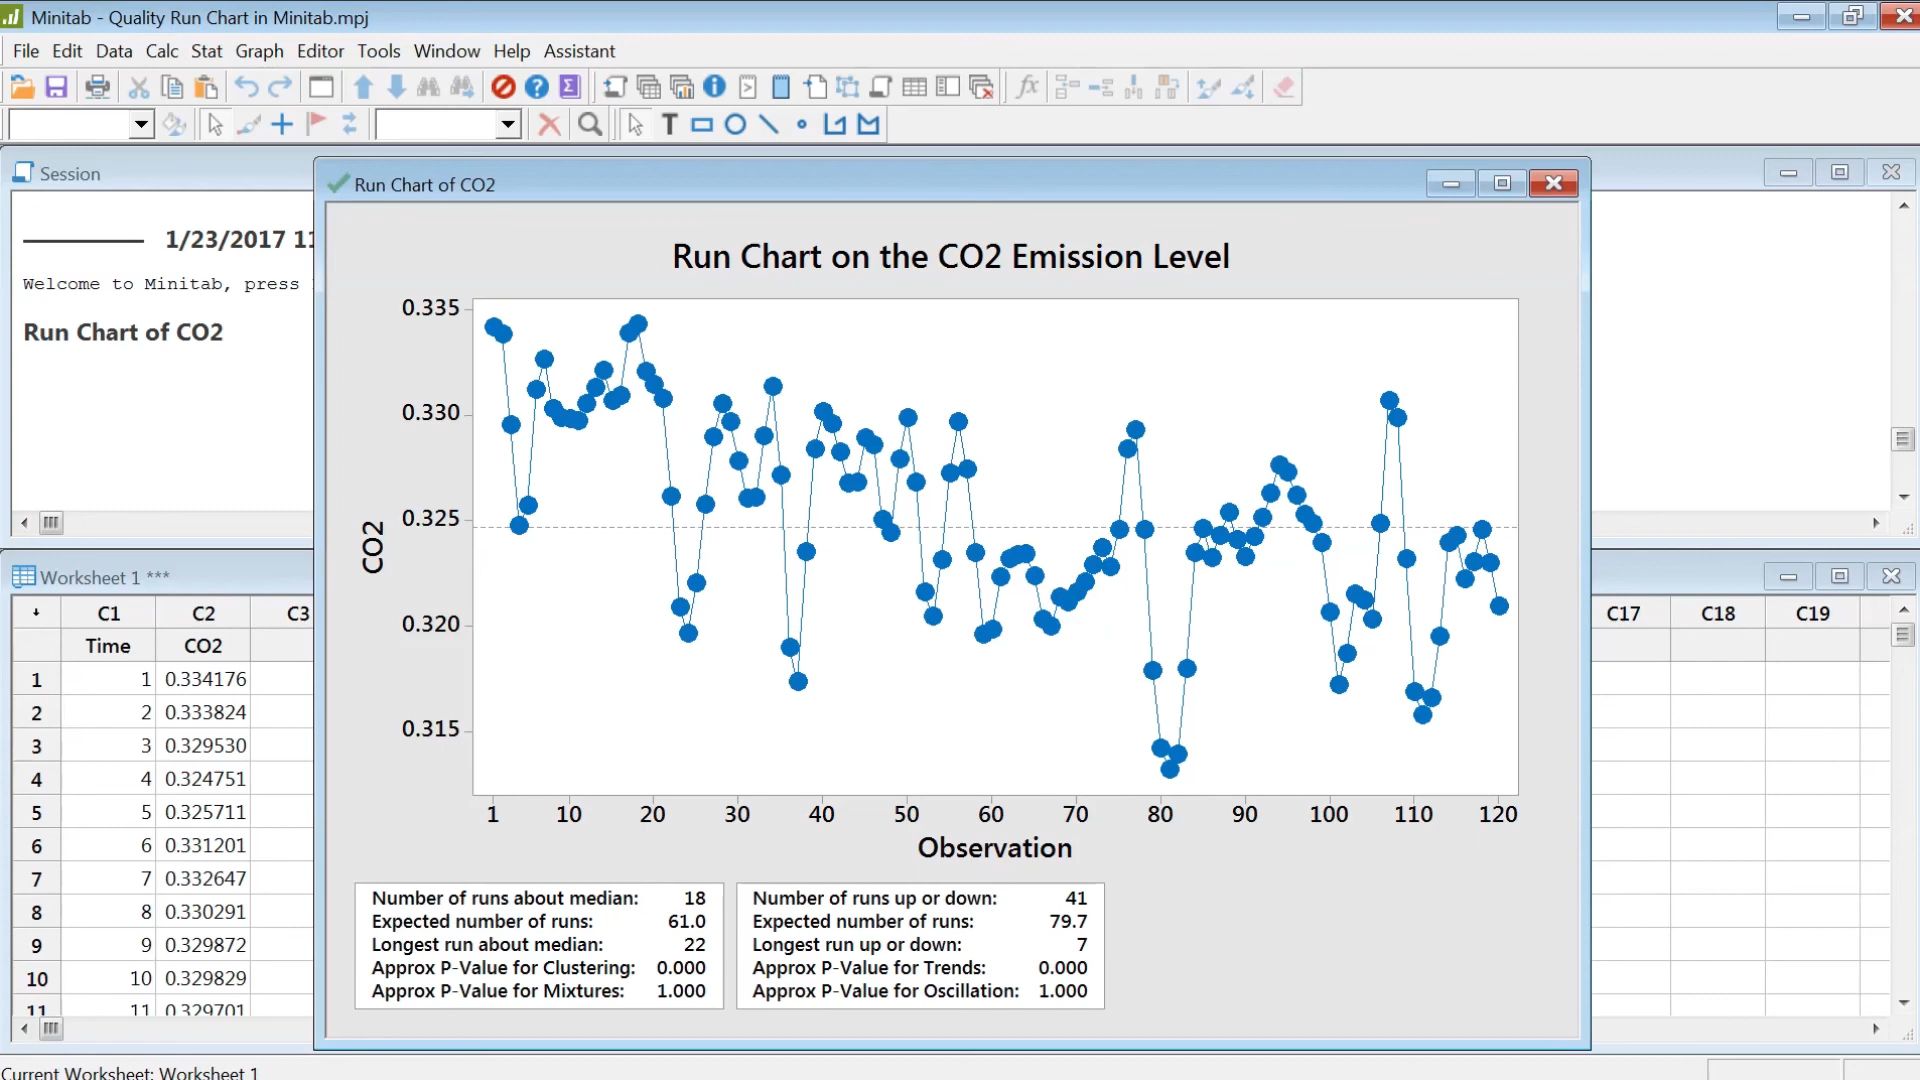 Minitab - Quality Run Chart in Minitab.mpj
File Edit Data Calc Stat Graph Editor Tools Window Help Assistant
Session
1/23/2017 11
Welcome to Minitab, press
Run Chart of CO2
Run Chart of CO2
Run Chart on the CO2 Emission Level
0.335
0.330
0.325
0.320
0.315
CO2
1 10 20 30 40 50 60 70 80 90 100 110 120
Observation
Number of runs about median: 18
Expected number of runs: 61.0
Longest run about median: 22
Approx P-Value for Clustering: 0.000
Approx P-Value for Mixtures: 1.000
Number of runs up or down: 41
Expected number of runs: 79.7
Longest run up or down: 7
Approx P-Value for Trends: 0.000
Approx P-Value for Oscillation: 1.000
Worksheet 1 ***
C1 C2 C3 C17 C18 C19
Time CO2
1 1 0.334176
2 2 0.333824
3 3 0.329530
4 4 0.324751
5 5 0.325711
6 6 0.331201
7 7 0.332647
8 8 0.330291
9 9 0.329872
10 10 0.329829
11 11 0.329701
Current Worksheet: Worksheet 1